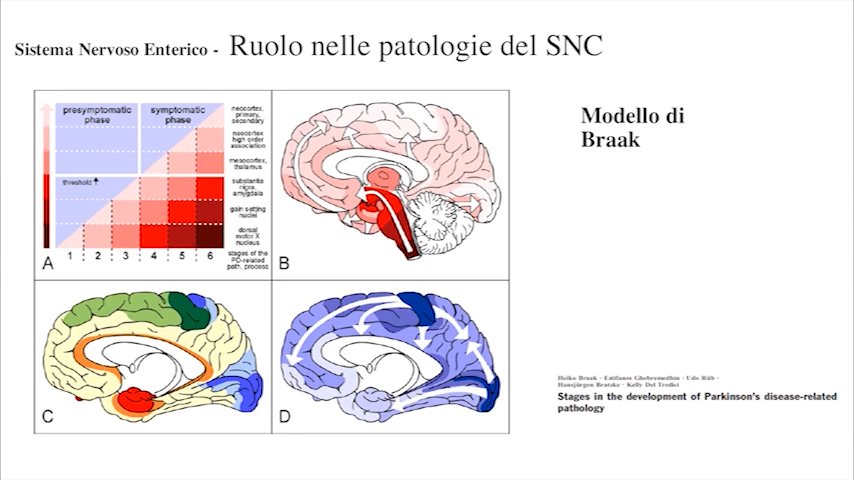 Sistema Nervoso Enterico - Ruolo nelle patologie del SNC
presymptomatic
phase
symptomatic
phase
neocortex,
primary,
secondary
neocortex
high order
association
mesocortex,
thalamus
threshold
substantia
nigra,
amygdala
gain setting
nuclei
dorsal
motor X
nucleus
1 2 3 4 5 6
stages of the
PD-related
path. process
A
B
C
D
Modello di
Braak
Heiko Braak · Estifanos Ghebremedhin · Udo Rüb ·
Hansjürgen Bratzke · Kelly Del Tredici
Stages in the development of Parkinson's disease-related
pathology